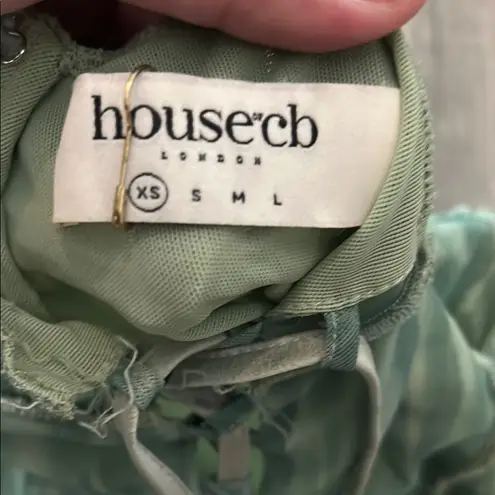 house OF cb
LONDON
XS S M L